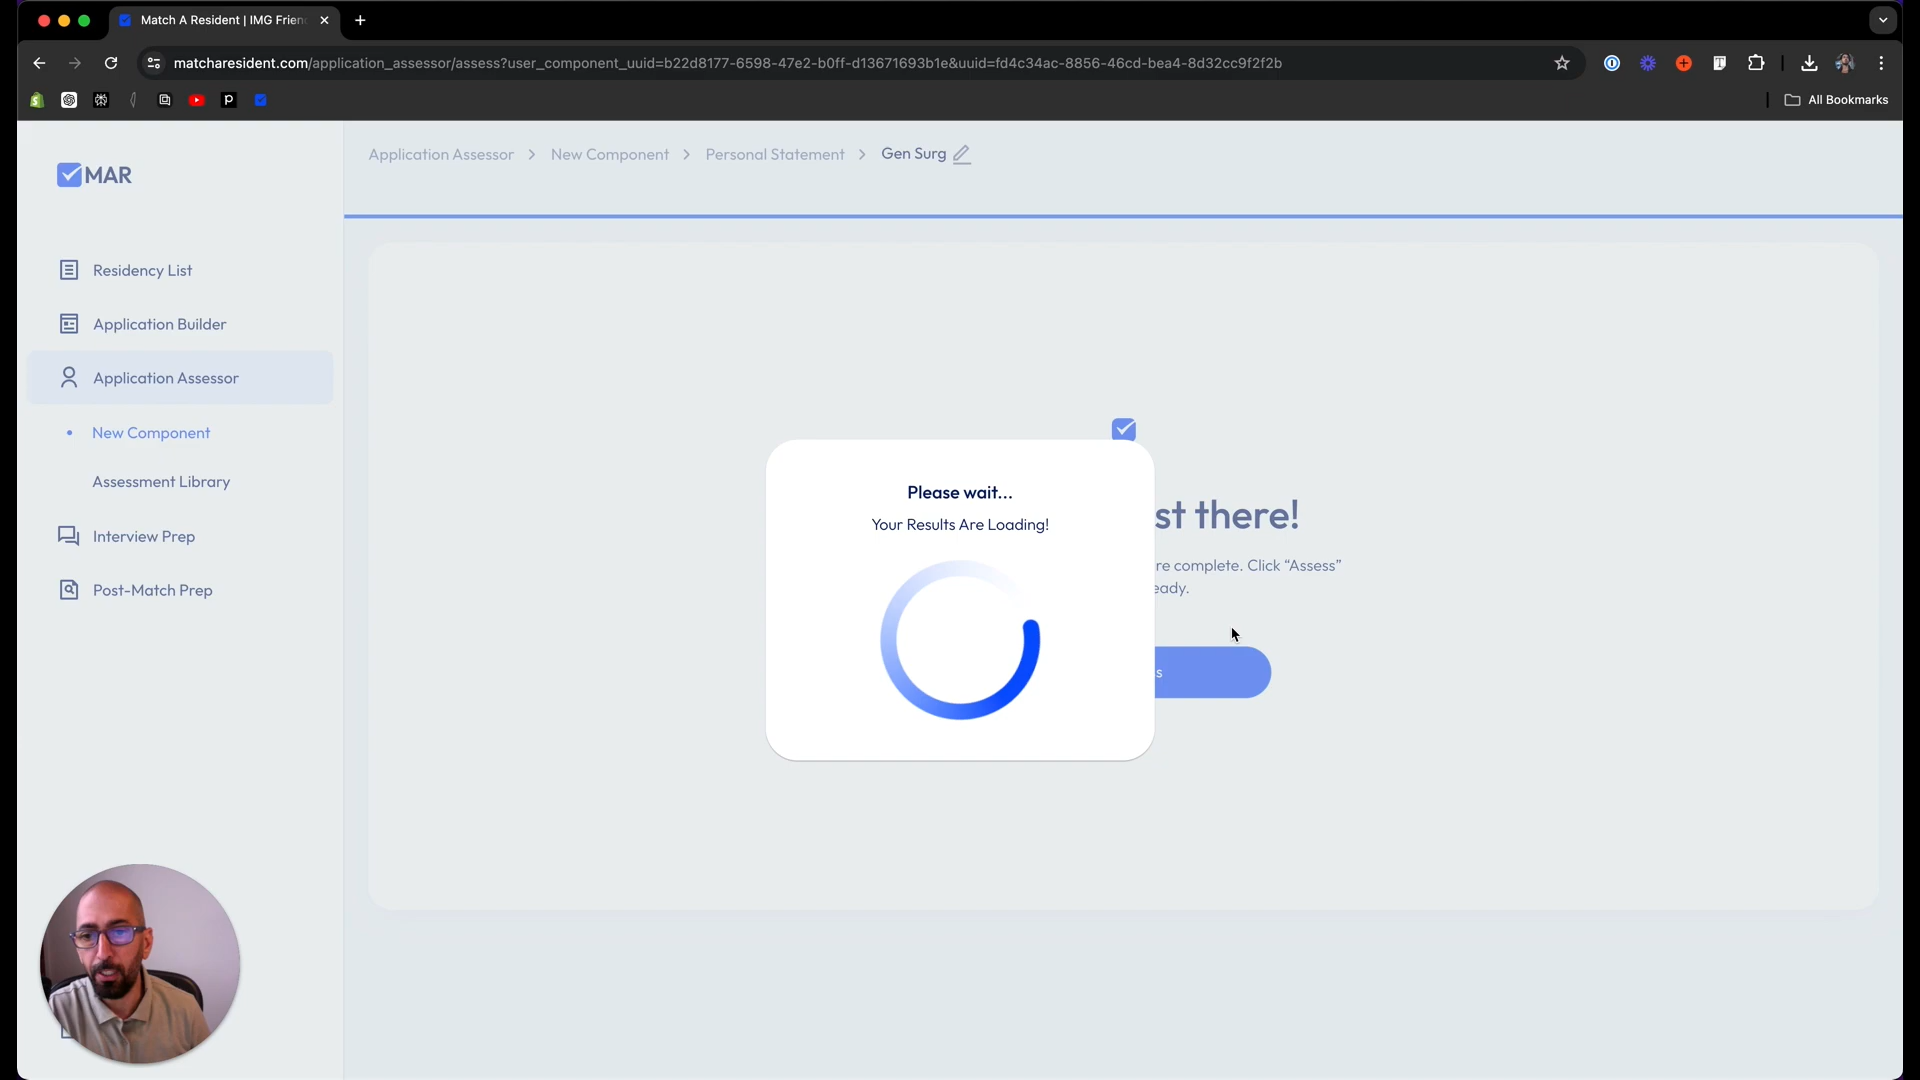 Match A Resident | IMG Frien
matcharesident.com/application_assessor/assess?user_component_uuid=b22d8177-6598-47e2-b0ff-d13671693b1e&uuid=fd4c34ac-8856-46cd-bea4-8d32cc9f2f2b
All Bookmarks
MAR
Application Assessor > New Component > Personal Statement > Gen Surg
Residency List
Application Builder
Application Assessor
• New Component
Assessment Library
Interview Prep
Post-Match Prep
Please wait...
Your Results Are Loading!
st there!
re complete. Click “Assess”
eady.
s